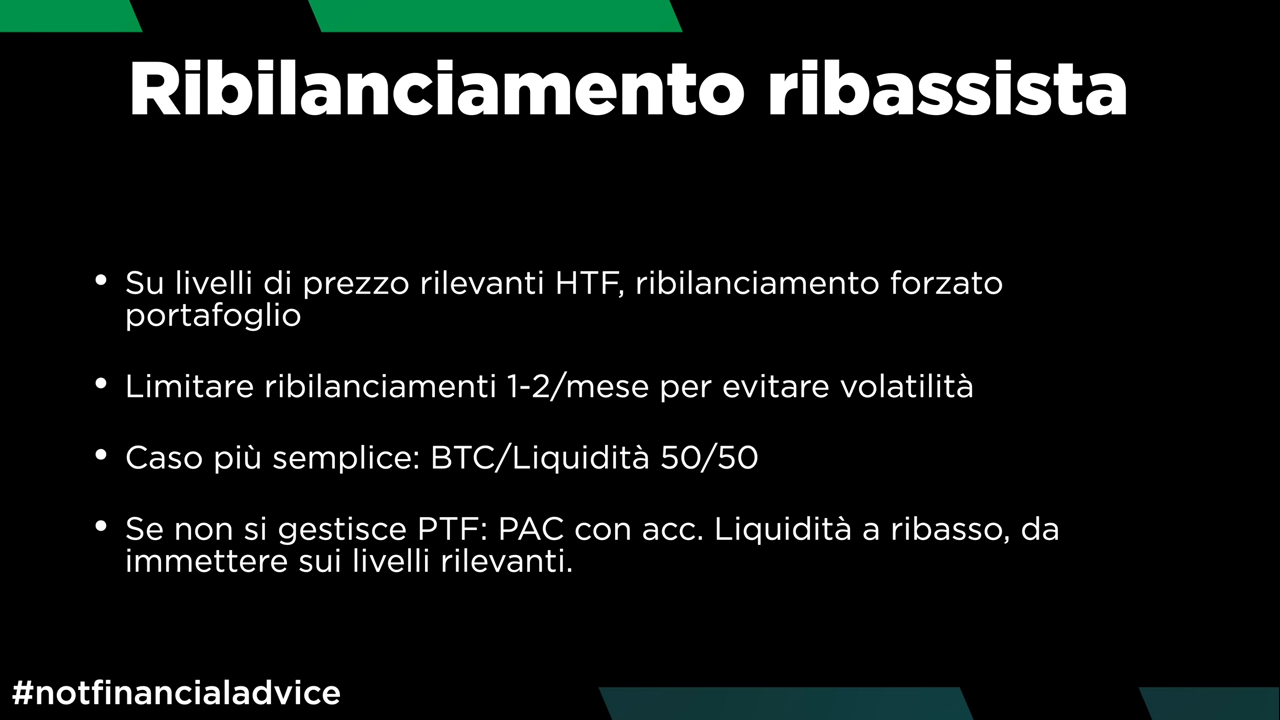 Ribilanciamento ribassista
• Su livelli di prezzo rilevanti HTF, ribilanciamento forzato
portafoglio
• Limitare ribilanciamenti 1-2/mese per evitare volatilità
• Caso più semplice: BTC/Liquidità 50/50
• Se non si gestisce PTF: PAC con acc. Liquidità a ribasso, da
immettere sui livelli rilevanti.
#notfinancialadvice